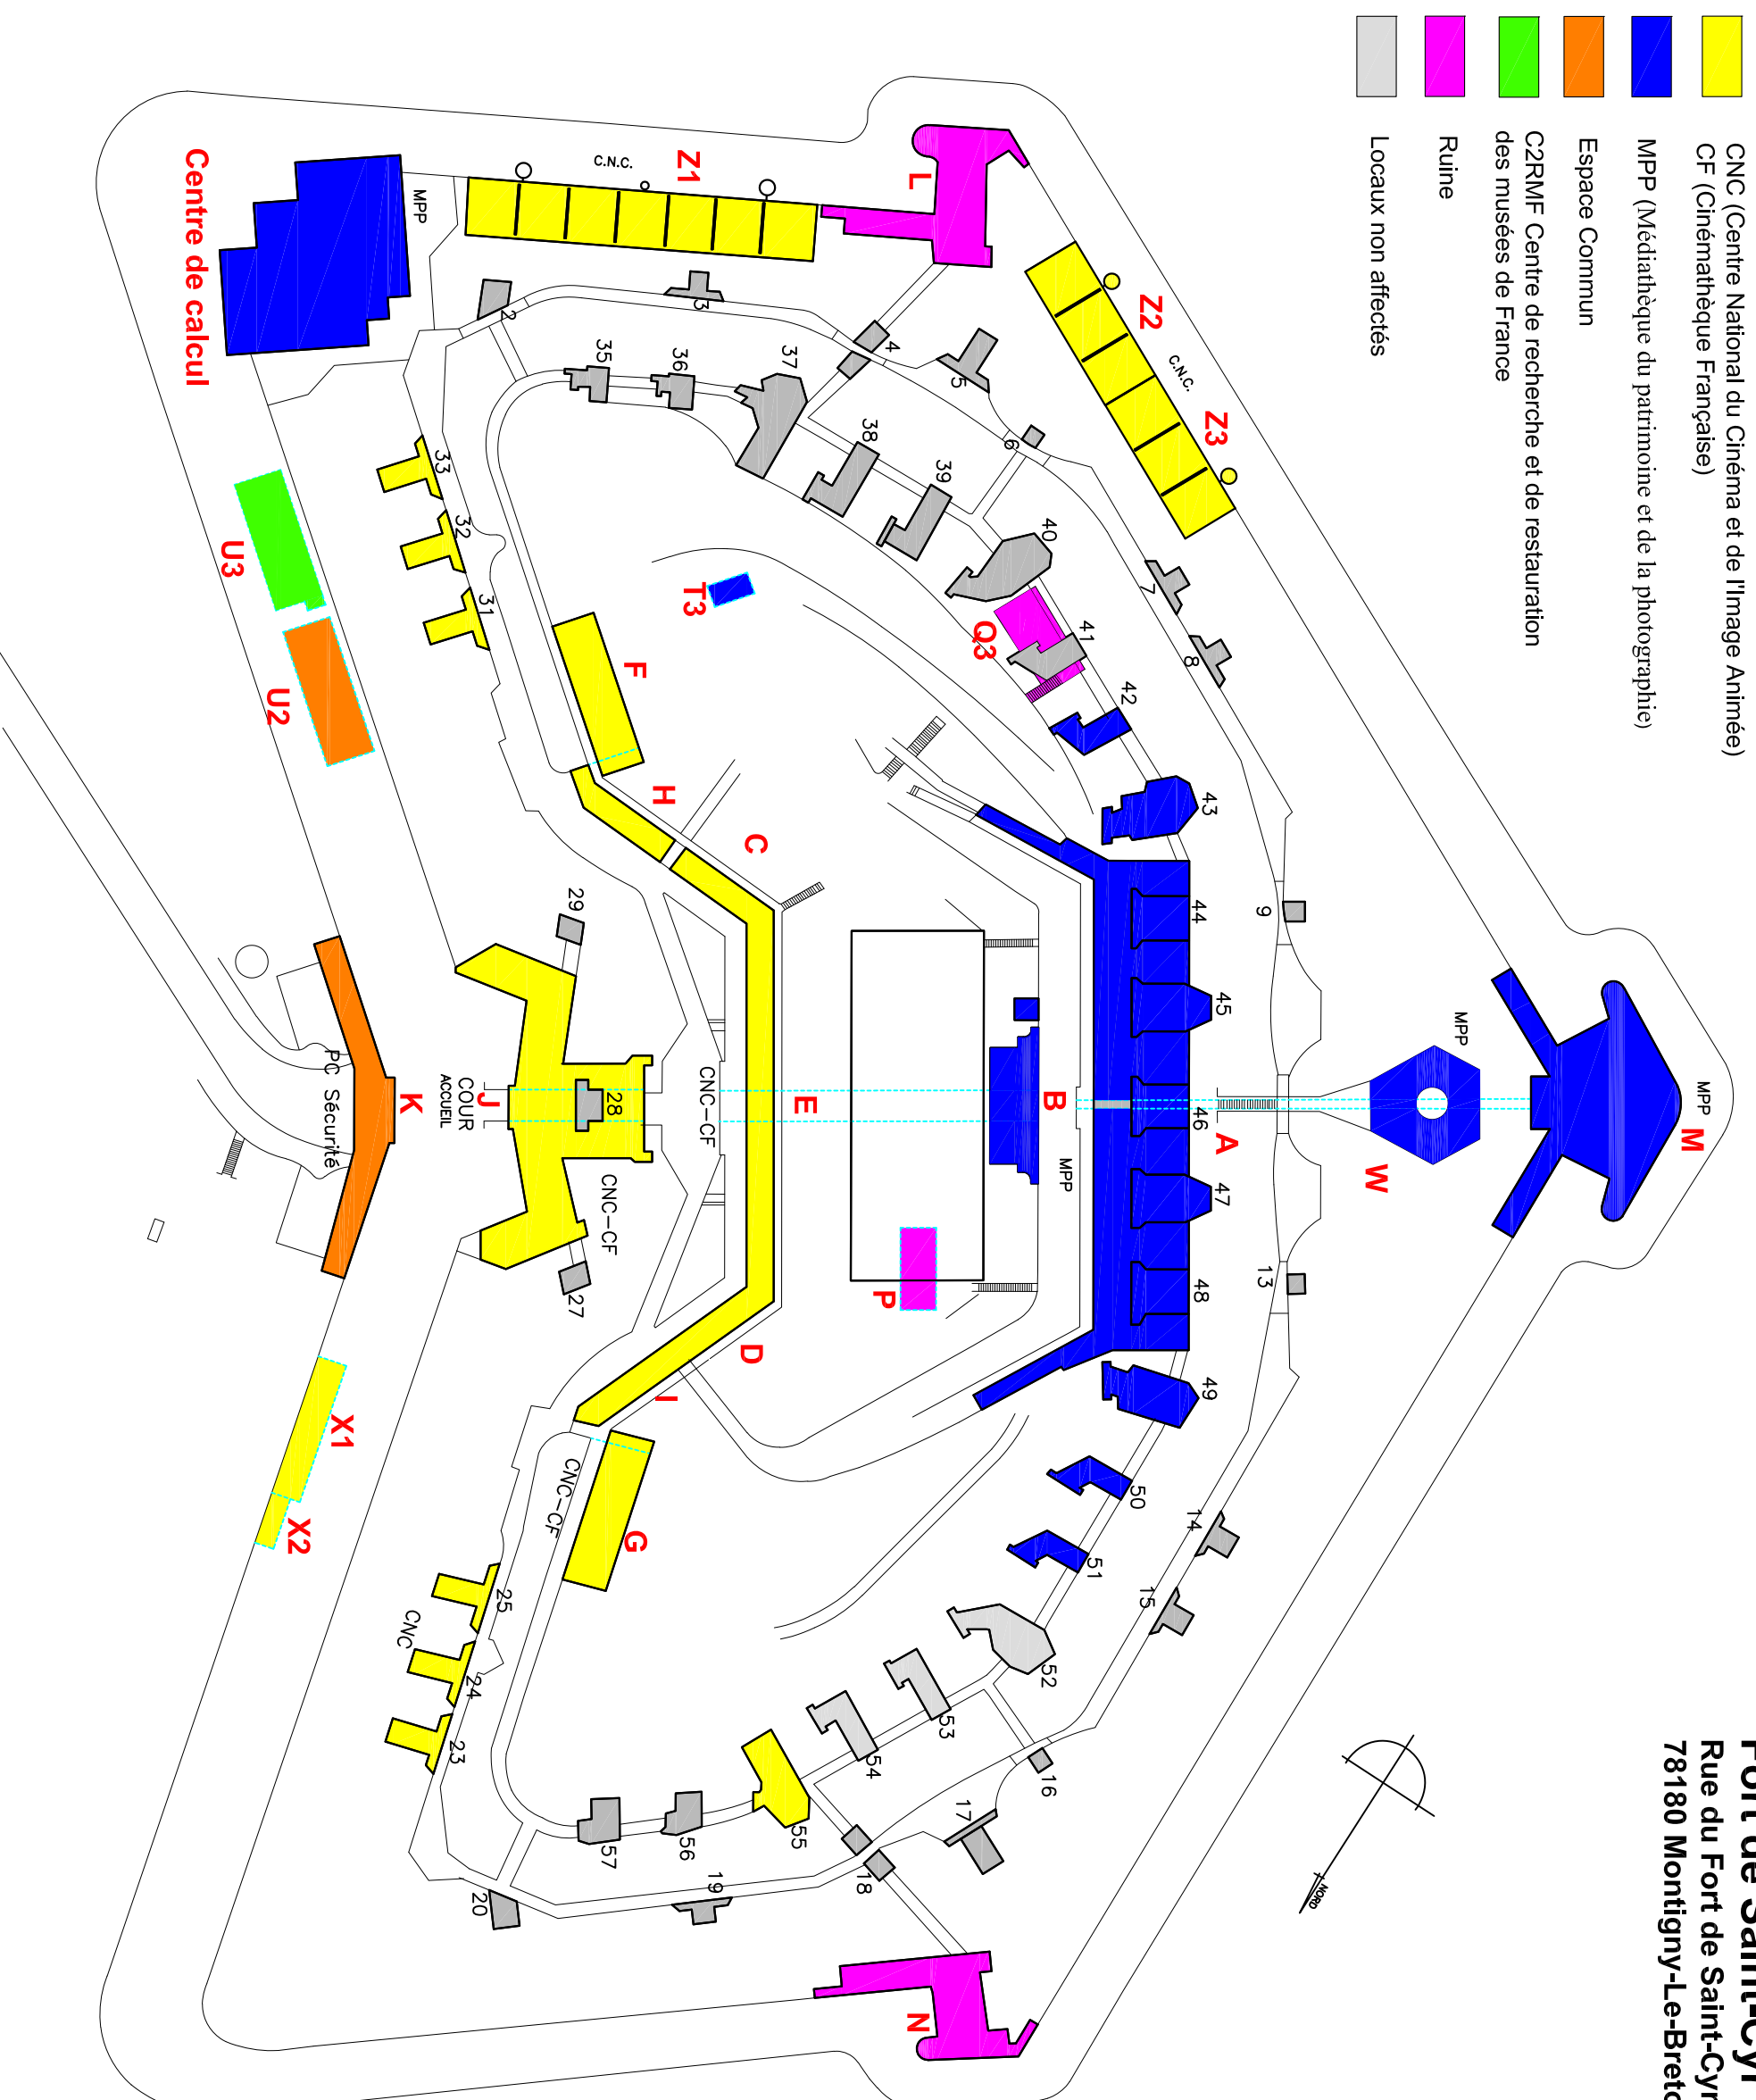 Fort de Saint-Cyr
Rue du Fort de Saint-Cyr
78180 Montigny-Le-Breto
CNC (Centre National du Cinéma et de l'Image Animée)
CF (Cinémathèque Française)
MPP (Médiathèque du patrimoine et de la photographie)
Espace Commun
C2RMF Centre de recherche et de restauration
des musées de France
Ruine
Locaux non affectés
M
MPP
MPP
W
A
NORD
Z3
Z2
C.N.C.
L
Z1
C.N.C.
MPP
Centre de calcul
2
3
4
5
6
7
8
9
13
14
15
16
17
18
19
20
23
24
25
27
28
29
31
32
33
35
36
37
38
39
40
41
42
43
44
45
46
47
48
49
50
51
52
53
54
55
56
57
Q3
T3
B
MPP
P
E
C
H
F
D
I
G
CNC-CF
CNC-CF
CNC-CF
CNC
J
COUR
ACCUEIL
K
PC Sécurité
U3
U2
X1
X2
N